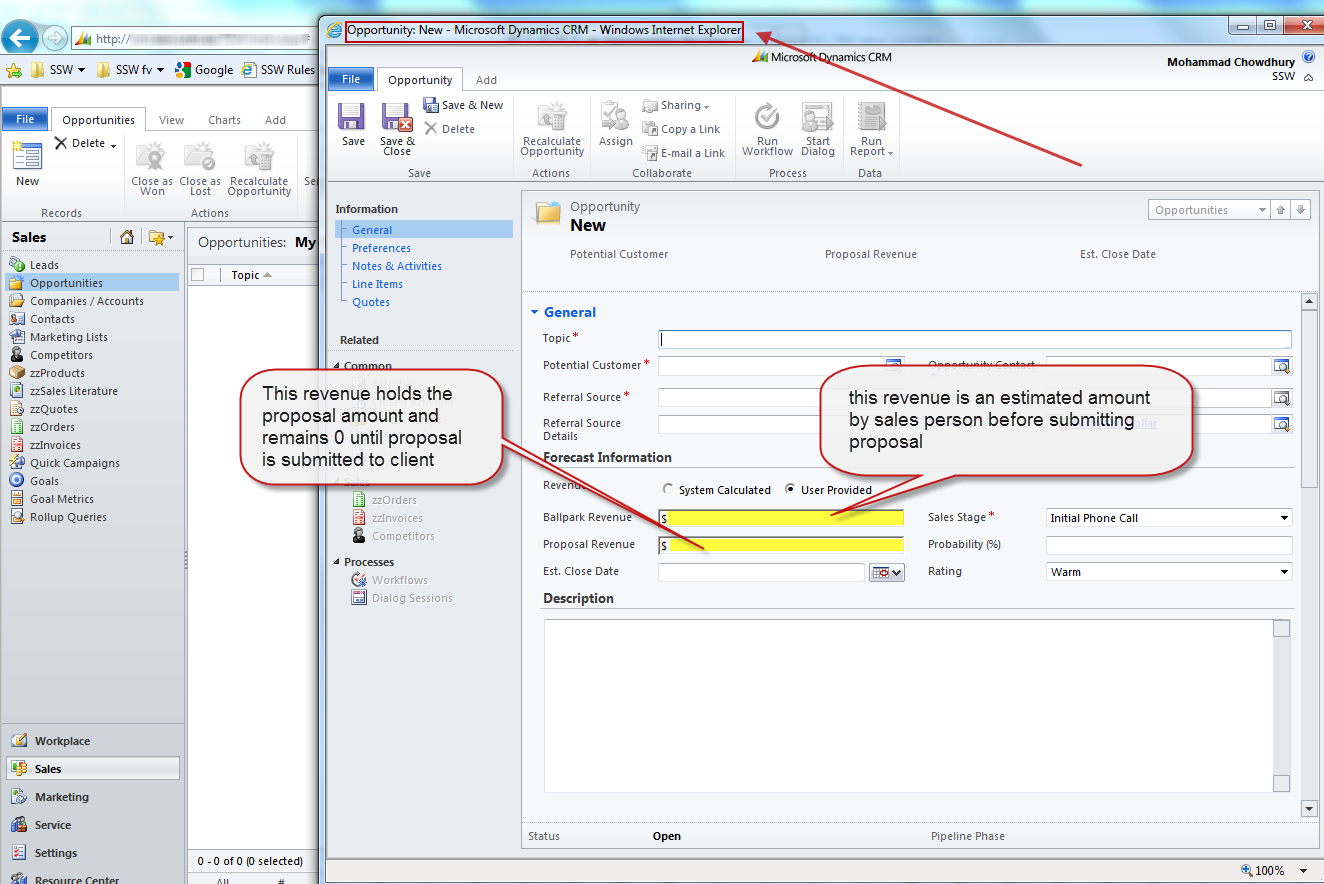 Opportunity: New - Microsoft Dynamics CRM - Windows Internet Explorer
http://
SSW
SSW fv
Google
SSW Rules
Microsoft Dynamics CRM
Mohammad Chowdhury
SSW
File
Opportunities
View
Charts
Add
New
Delete
Close as Won
Close as Lost
Recalculate Opportunity
Records
Actions
File
Opportunity
Add
Save
Save & Close
Save & New
Delete
Save
Recalculate Opportunity
Actions
Assign
Sharing
Copy a Link
E-mail a Link
Collaborate
Run Workflow
Start Dialog
Process
Run Report
Data
Sales
Leads
Opportunities
Companies / Accounts
Contacts
Marketing Lists
Competitors
zzProducts
zzSales Literature
zzQuotes
zzOrders
zzInvoices
Quick Campaigns
Goals
Goal Metrics
Rollup Queries
Workplace
Sales
Marketing
Service
Settings
Resource Center
Opportunities: My
Topic
0 - 0 of 0 (0 selected)
All
#
Information
General
Preferences
Notes & Activities
Line Items
Quotes
Related
Common
Sales
zzOrders
zzInvoices
Competitors
Processes
Workflows
Dialog Sessions
Opportunity
New
Opportunities
Potential Customer
Proposal Revenue
Est. Close Date
General
Topic*
Potential Customer*
Opportunity Contact
Referral Source*
Referral Source
Details
Forecast Information
Revenue
System Calculated
User Provided
Ballpark Revenue
$
Sales Stage*
Initial Phone Call
Proposal Revenue
$
Probability (%)
Est. Close Date
Rating
Warm
Description
Status
Open
Pipeline Phase
100%
This revenue holds the
proposal amount and
remains 0 until proposal
is submitted to client
this revenue is an estimated amount
by sales person before submitting
proposal